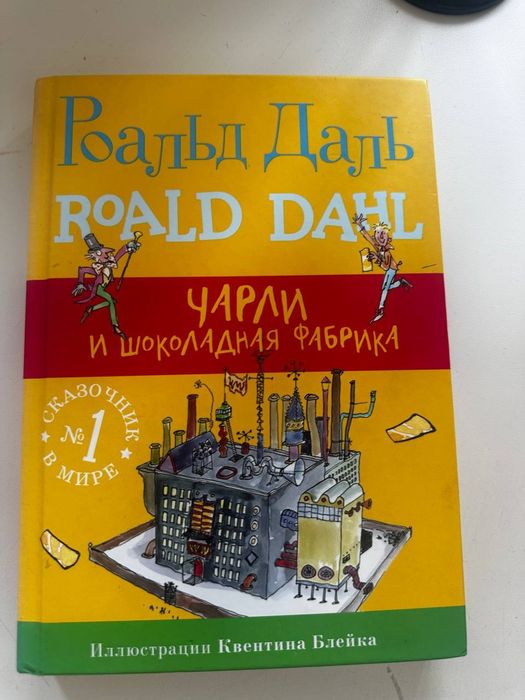 Роальд Даль
ROALD DAHL
ЧАРЛИ
И ШОКОЛАДНАЯ ФАБРИКА
СКАЗОЧНИК
№1
В МИРЕ
Иллюстрации Квентина Блейка